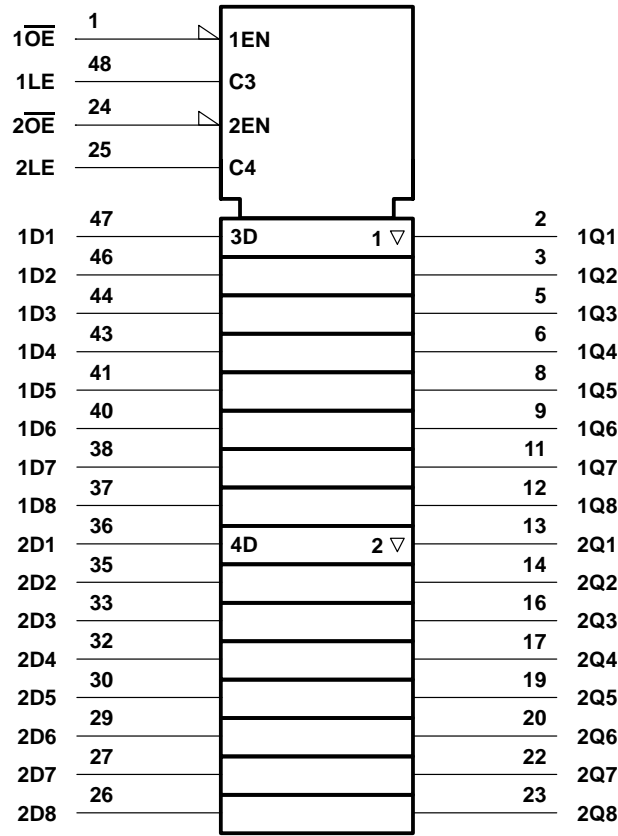 1O̅E̅ 1 1EN
1LE 48 C3
2O̅E̅ 24 2EN
2LE 25 C4
1D1 47 3D 1 ▽ 2 1Q1
1D2 46 3 1Q2
1D3 44 5 1Q3
1D4 43 6 1Q4
1D5 41 8 1Q5
1D6 40 9 1Q6
1D7 38 11 1Q7
1D8 37 12 1Q8
2D1 36 4D 2 ▽ 13 2Q1
2D2 35 14 2Q2
2D3 33 16 2Q3
2D4 32 17 2Q4
2D5 30 19 2Q5
2D6 29 20 2Q6
2D7 27 22 2Q7
2D8 26 23 2Q8